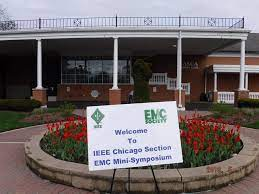 IEEE
EMC
SOCIETY
Welcome
To
IEEE Chicago Section
EMC Mini-Symposium